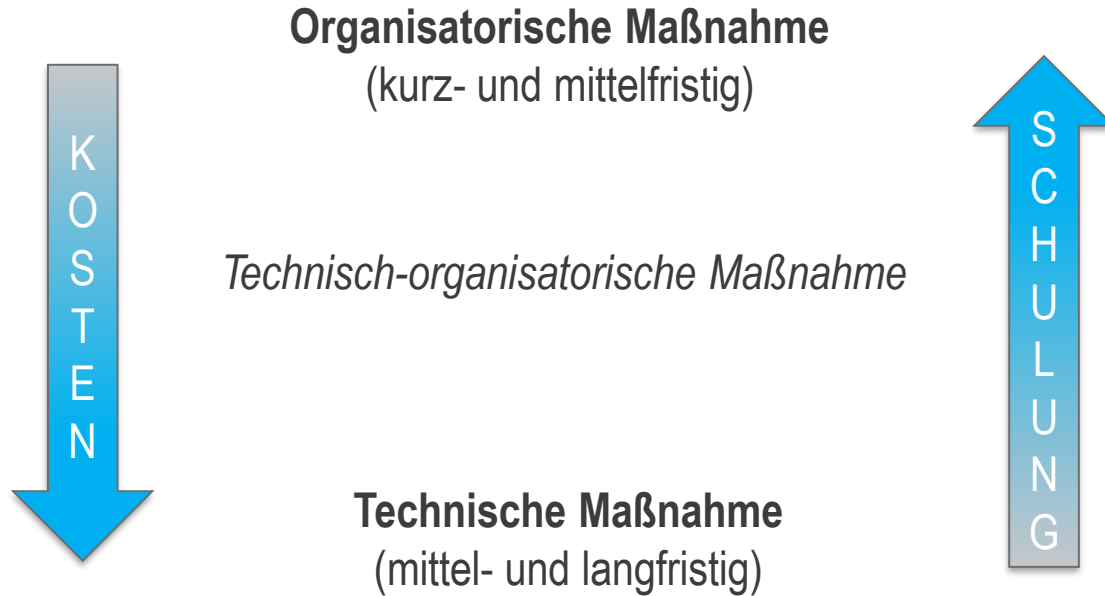 Organisatorische Maßnahme
(kurz- und mittelfristig)
KOSTEN
Technisch-organisatorische Maßnahme
SCHULUNG
Technische Maßnahme
(mittel- und langfristig)